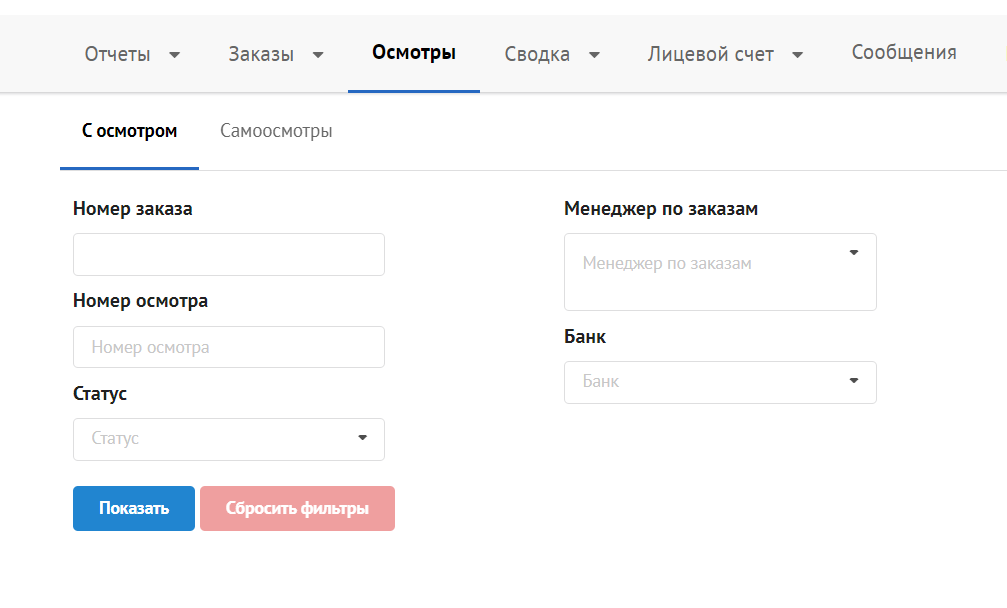 Отчеты Заказы Осмотры Сводка Лицевой счет Сообщения
С осмотром Самоосмотры
Номер заказа
Номер осмотра
Номер осмотра
Статус
Статус
Менеджер по заказам
Менеджер по заказам
Банк
Банк
Показать Сбросить фильтры